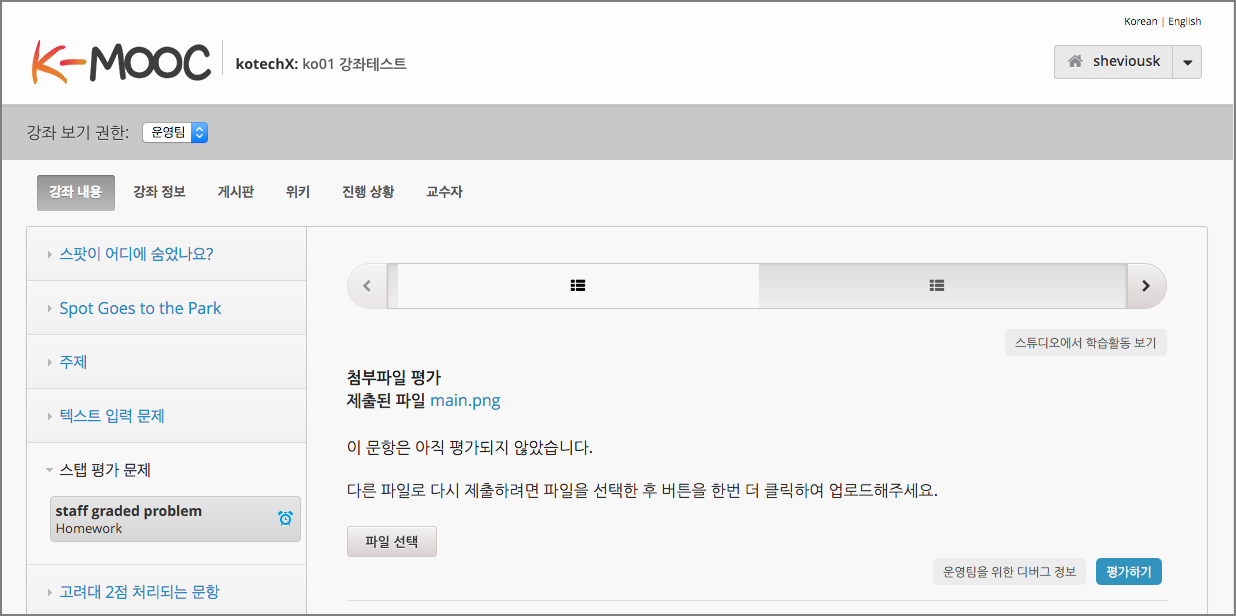 Korean | English
K-MOOC
kotechX: ko01 강좌테스트
sheviousk
강좌 보기 권한: 운영팀
강좌 내용 강좌 정보 게시판 위키 진행 상황 교수자
스팟이 어디에 숨었나요?
Spot Goes to the Park
주제
텍스트 입력 문제
스탭 평가 문제
staff graded problem
Homework
고려대 2점 처리되는 문항
스튜디오에서 학습활동 보기
첨부파일 평가
제출된 파일 main.png
이 문항은 아직 평가되지 않았습니다.
다른 파일로 다시 제출하려면 파일을 선택한 후 버튼을 한번 더 클릭하여 업로드해주세요.
파일 선택
운영팀을 위한 디버그 정보 평가하기